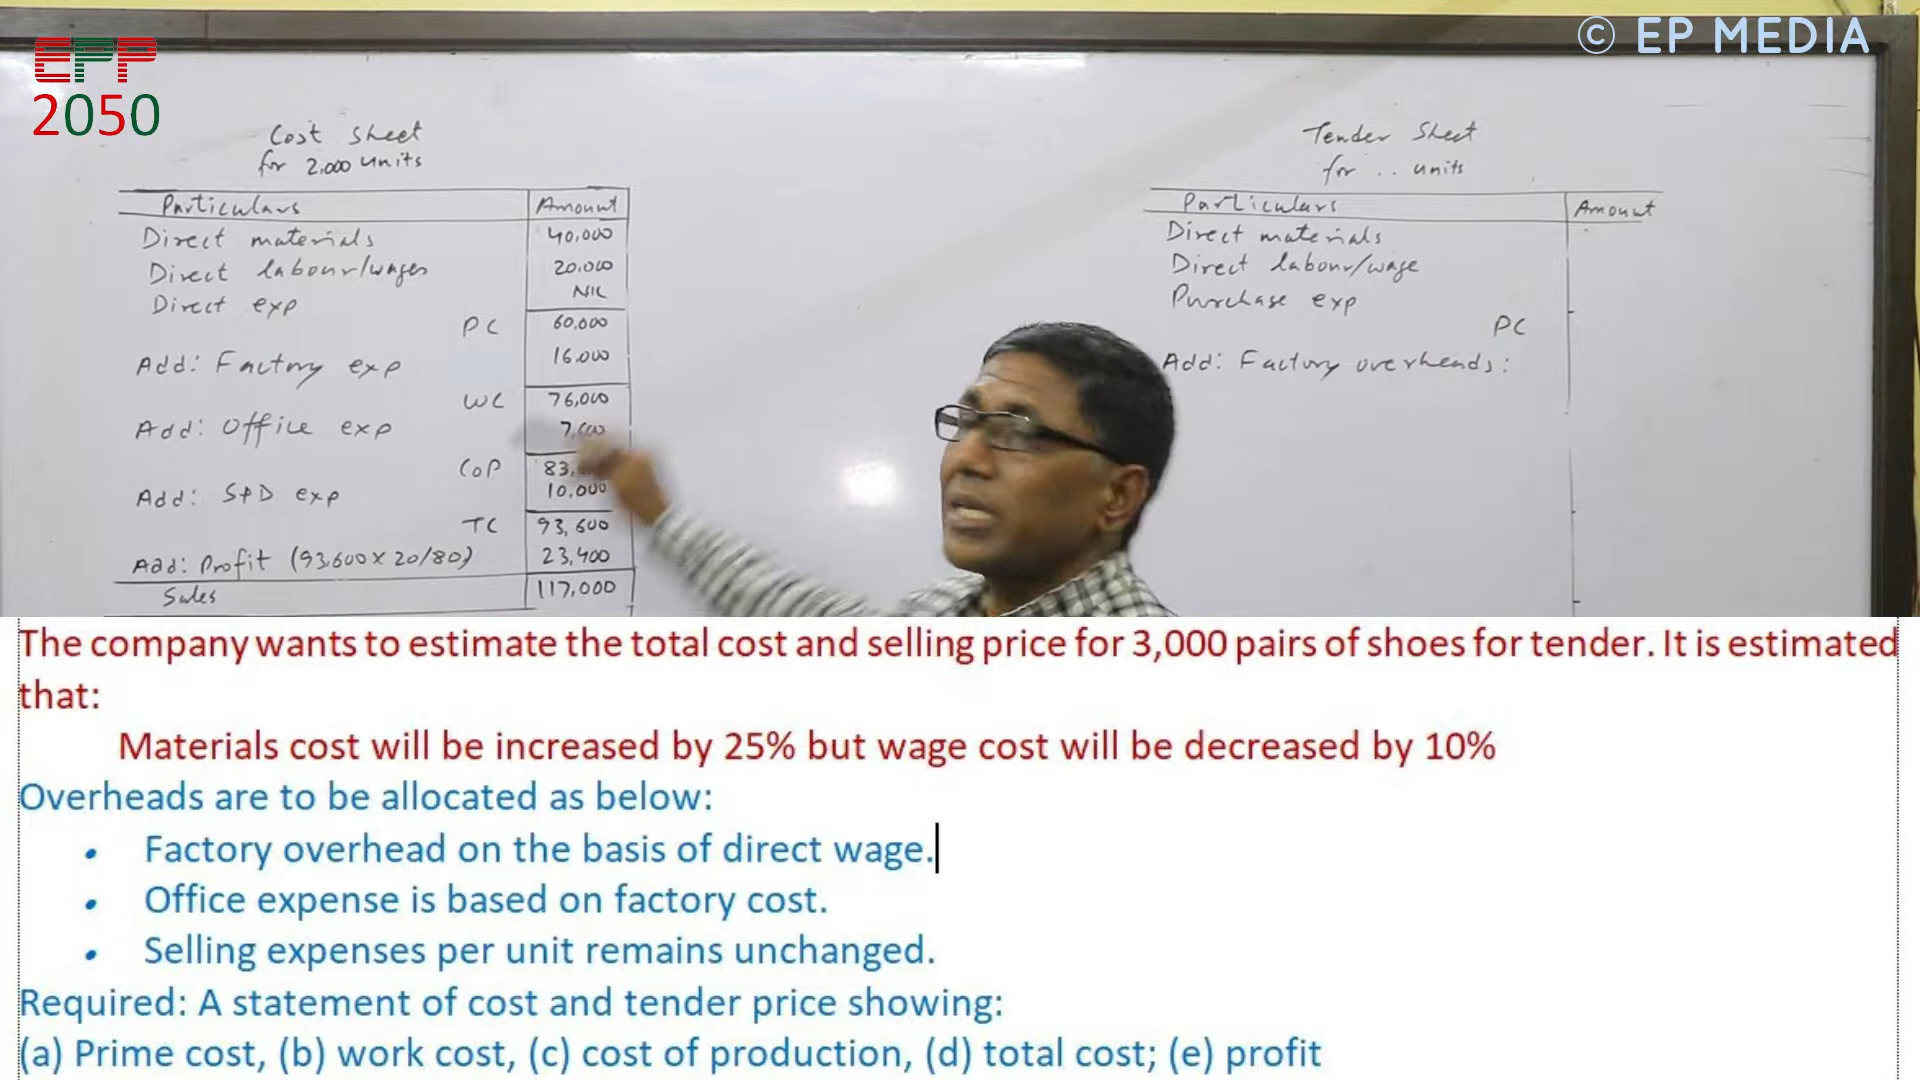 © EP MEDIA
EPP
2050
Cost Sheet
for 2,000 units
Particulars Amount
Direct materials 40,000
Direct labour/wages 20,000
Direct exp NIL
PC 60,000
Add: Factory exp 16,000
WC 76,000
Add: Office exp
COP
Add: S+D exp 10,000
TC 93,600
Add: Profit (93,600 x 20/80) 23,400
Sales 117,000
Tender Sheet
for .. units
Particulars Amount
Direct materials
Direct labour/wage
Purchase exp
PC
Add: Factory overheads:
The company wants to estimate the total cost and selling price for 3,000 pairs of shoes for tender. It is estimated
that:
Materials cost will be increased by 25% but wage cost will be decreased by 10%
Overheads are to be allocated as below:
• Factory overhead on the basis of direct wage.
• Office expense is based on factory cost.
• Selling expenses per unit remains unchanged.
Required: A statement of cost and tender price showing:
(a) Prime cost, (b) work cost, (c) cost of production, (d) total cost; (e) profit